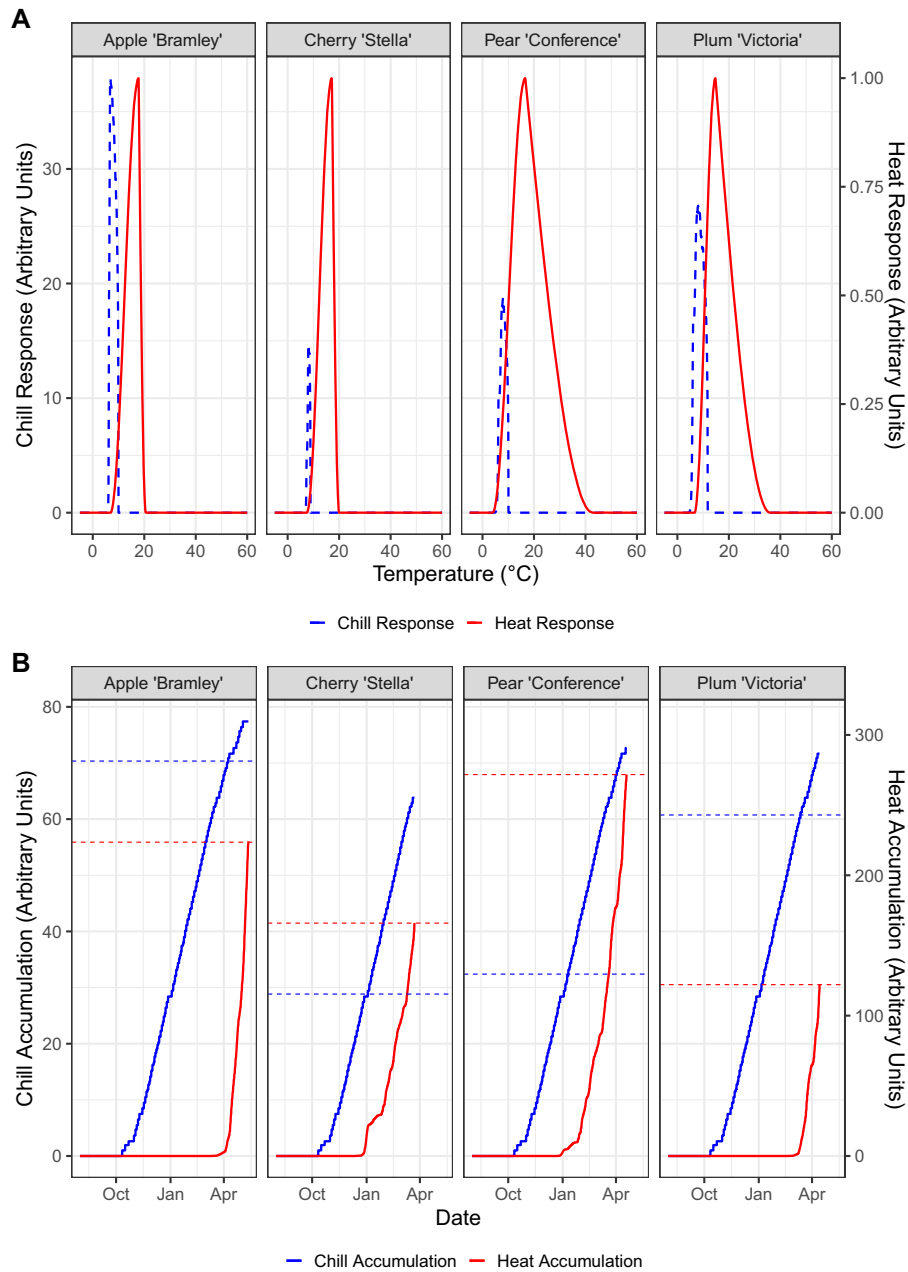 A
Apple 'Bramley' Cherry 'Stella' Pear 'Conference' Plum 'Victoria'
Chill Response (Arbitrary Units)
30
20
10
0
1.00
0.75
0.50
0.25
0.00
Heat Response (Arbitrary Units)
0 20 40 60 0 20 40 60 0 20 40 60 0 20 40 60
Temperature (°C)
Chill Response Heat Response
B
Apple 'Bramley' Cherry 'Stella' Pear 'Conference' Plum 'Victoria'
Chill Accumulation (Arbitrary Units)
80
60
40
20
0
300
200
100
0
Heat Accumulation (Arbitrary Units)
Oct Jan Apr Oct Jan Apr Oct Jan Apr Oct Jan Apr
Date
Chill Accumulation Heat Accumulation